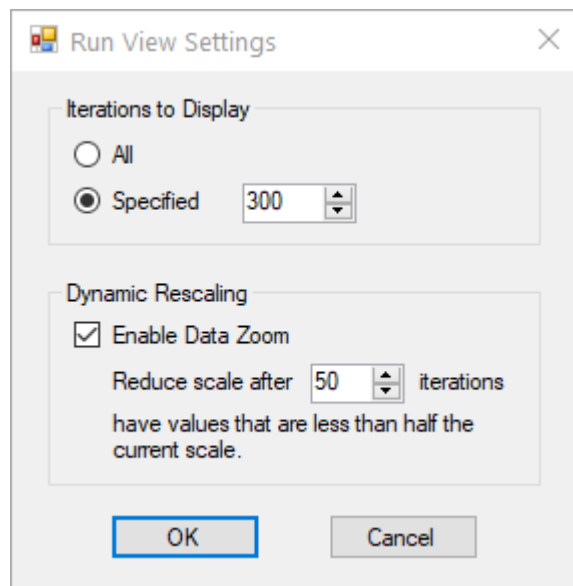 Run View Settings
Iterations to Display
All
Specified 300
Dynamic Rescaling
Enable Data Zoom
Reduce scale after 50 iterations
have values that are less than half the
current scale.
OK Cancel